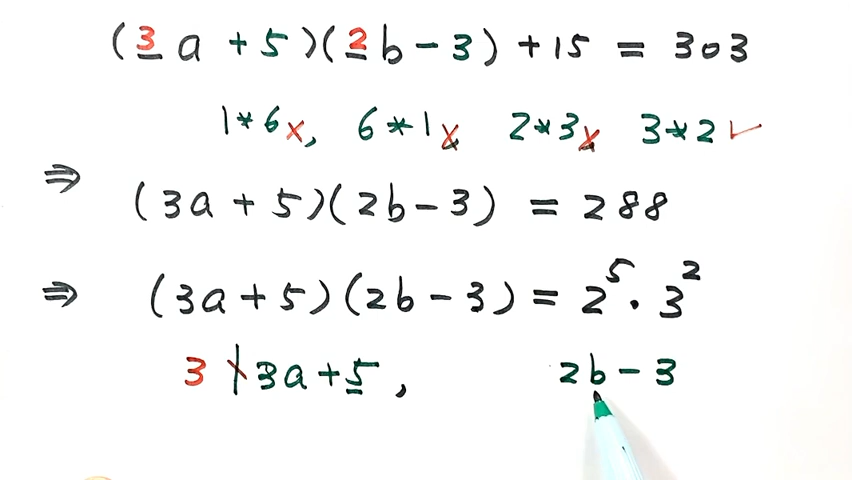 (3a + 5)(2b - 3) + 15 = 303
1*6x, 6*1x 2*3x 3*2✓
⇒ (3a + 5)(2b - 3) = 288
⇒ (3a + 5)(2b - 3) = 2⁵ · 3²
3 ∤ 3a + 5, 2b - 3